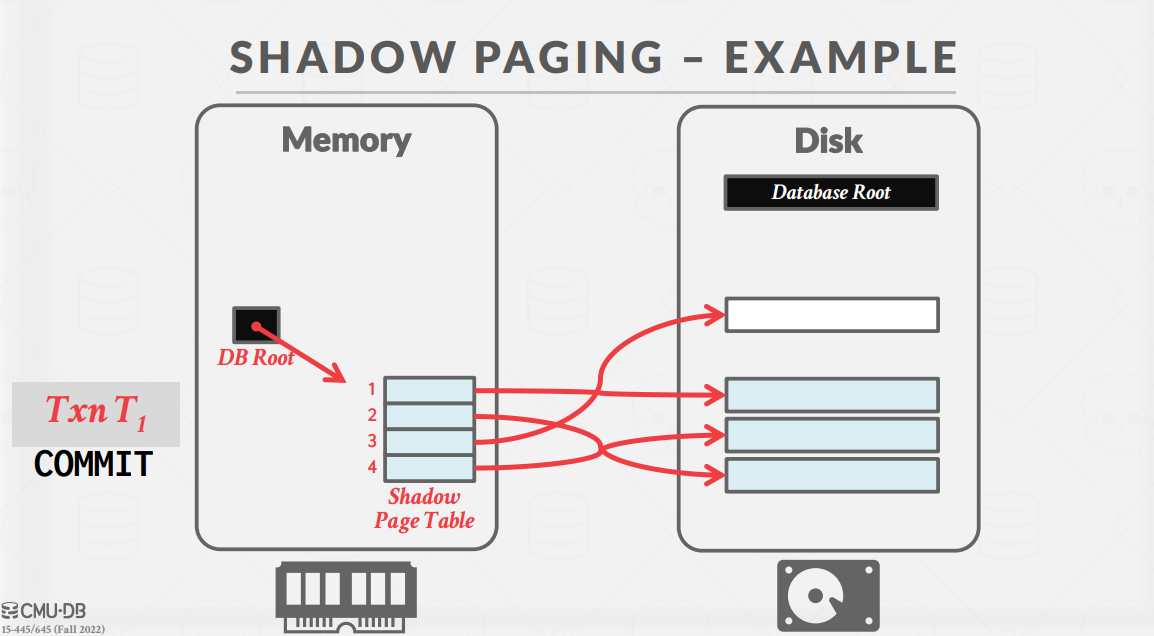 SHADOW PAGING – EXAMPLE
Memory
Disk
Database Root
DB Root
1
2
3
4
Txn T1
COMMIT
Shadow
Page Table
CMU·DB
15-445/645 (Fall 2022)